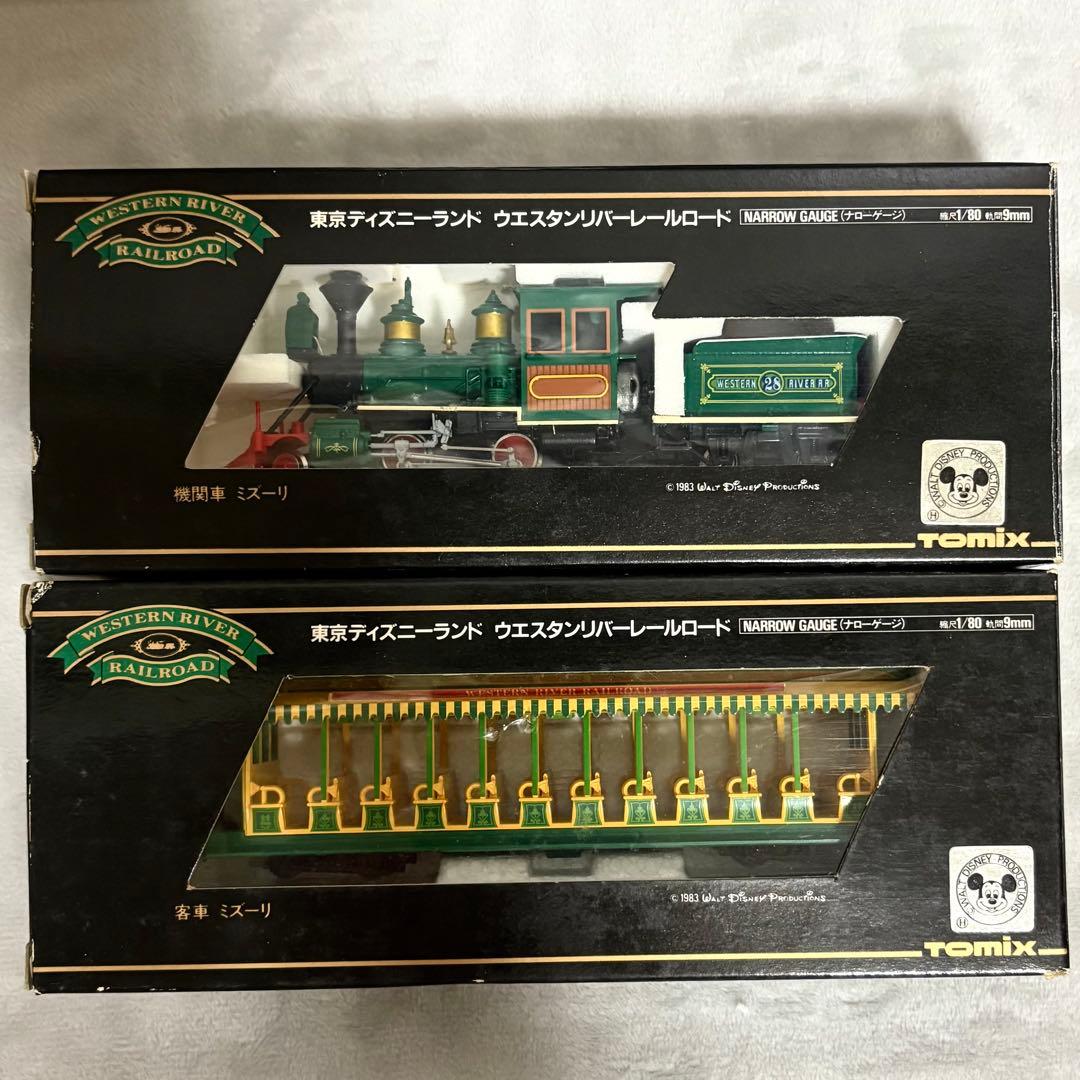 WESTERN RIVER
RAILROAD
東京ディズニーランド ウエスタンリバーレールロード NARROW GAUGE (ナローゲージ) 縮尺1/80 軌間9mm
WESTERN 28 RIVER R.R.
機関車 ミズーリ
© 1983 WALT DISNEY PRODUCTIONS
©WALT DISNEY PRODUCTIONS
H
TOMIX
WESTERN RIVER
RAILROAD
東京ディズニーランド ウエスタンリバーレールロード NARROW GAUGE (ナローゲージ) 縮尺1/80 軌間9mm
WESTERN RIVER RAILROAD
客車 ミズーリ
© 1983 WALT DISNEY PRODUCTIONS
©WALT DISNEY PRODUCTIONS
H
TOMIX